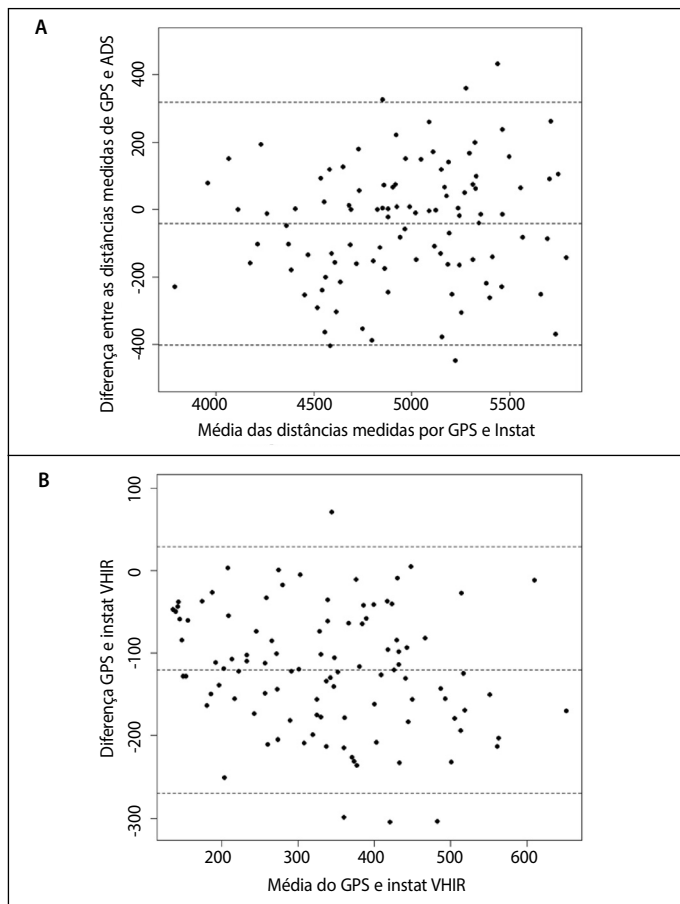 A
Diferença entre as distâncias medidas de GPS e ADS
400
200
0
-200
-400
4000 4500 5000 5500
Média das distâncias medidas por GPS e Instat
B
Diferença GPS e instat VHIR
100
0
-100
-200
-300
200 300 400 500 600
Média do GPS e instat VHIR